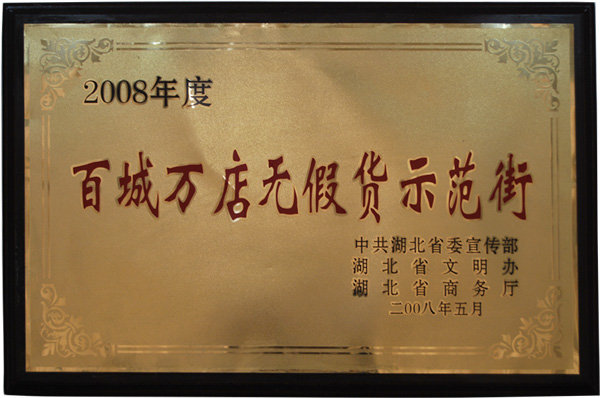 2008年度
百城万店无假货示范街
中共湖北省委宣传部
湖北省文明办
湖北省商务厅
二00八年五月